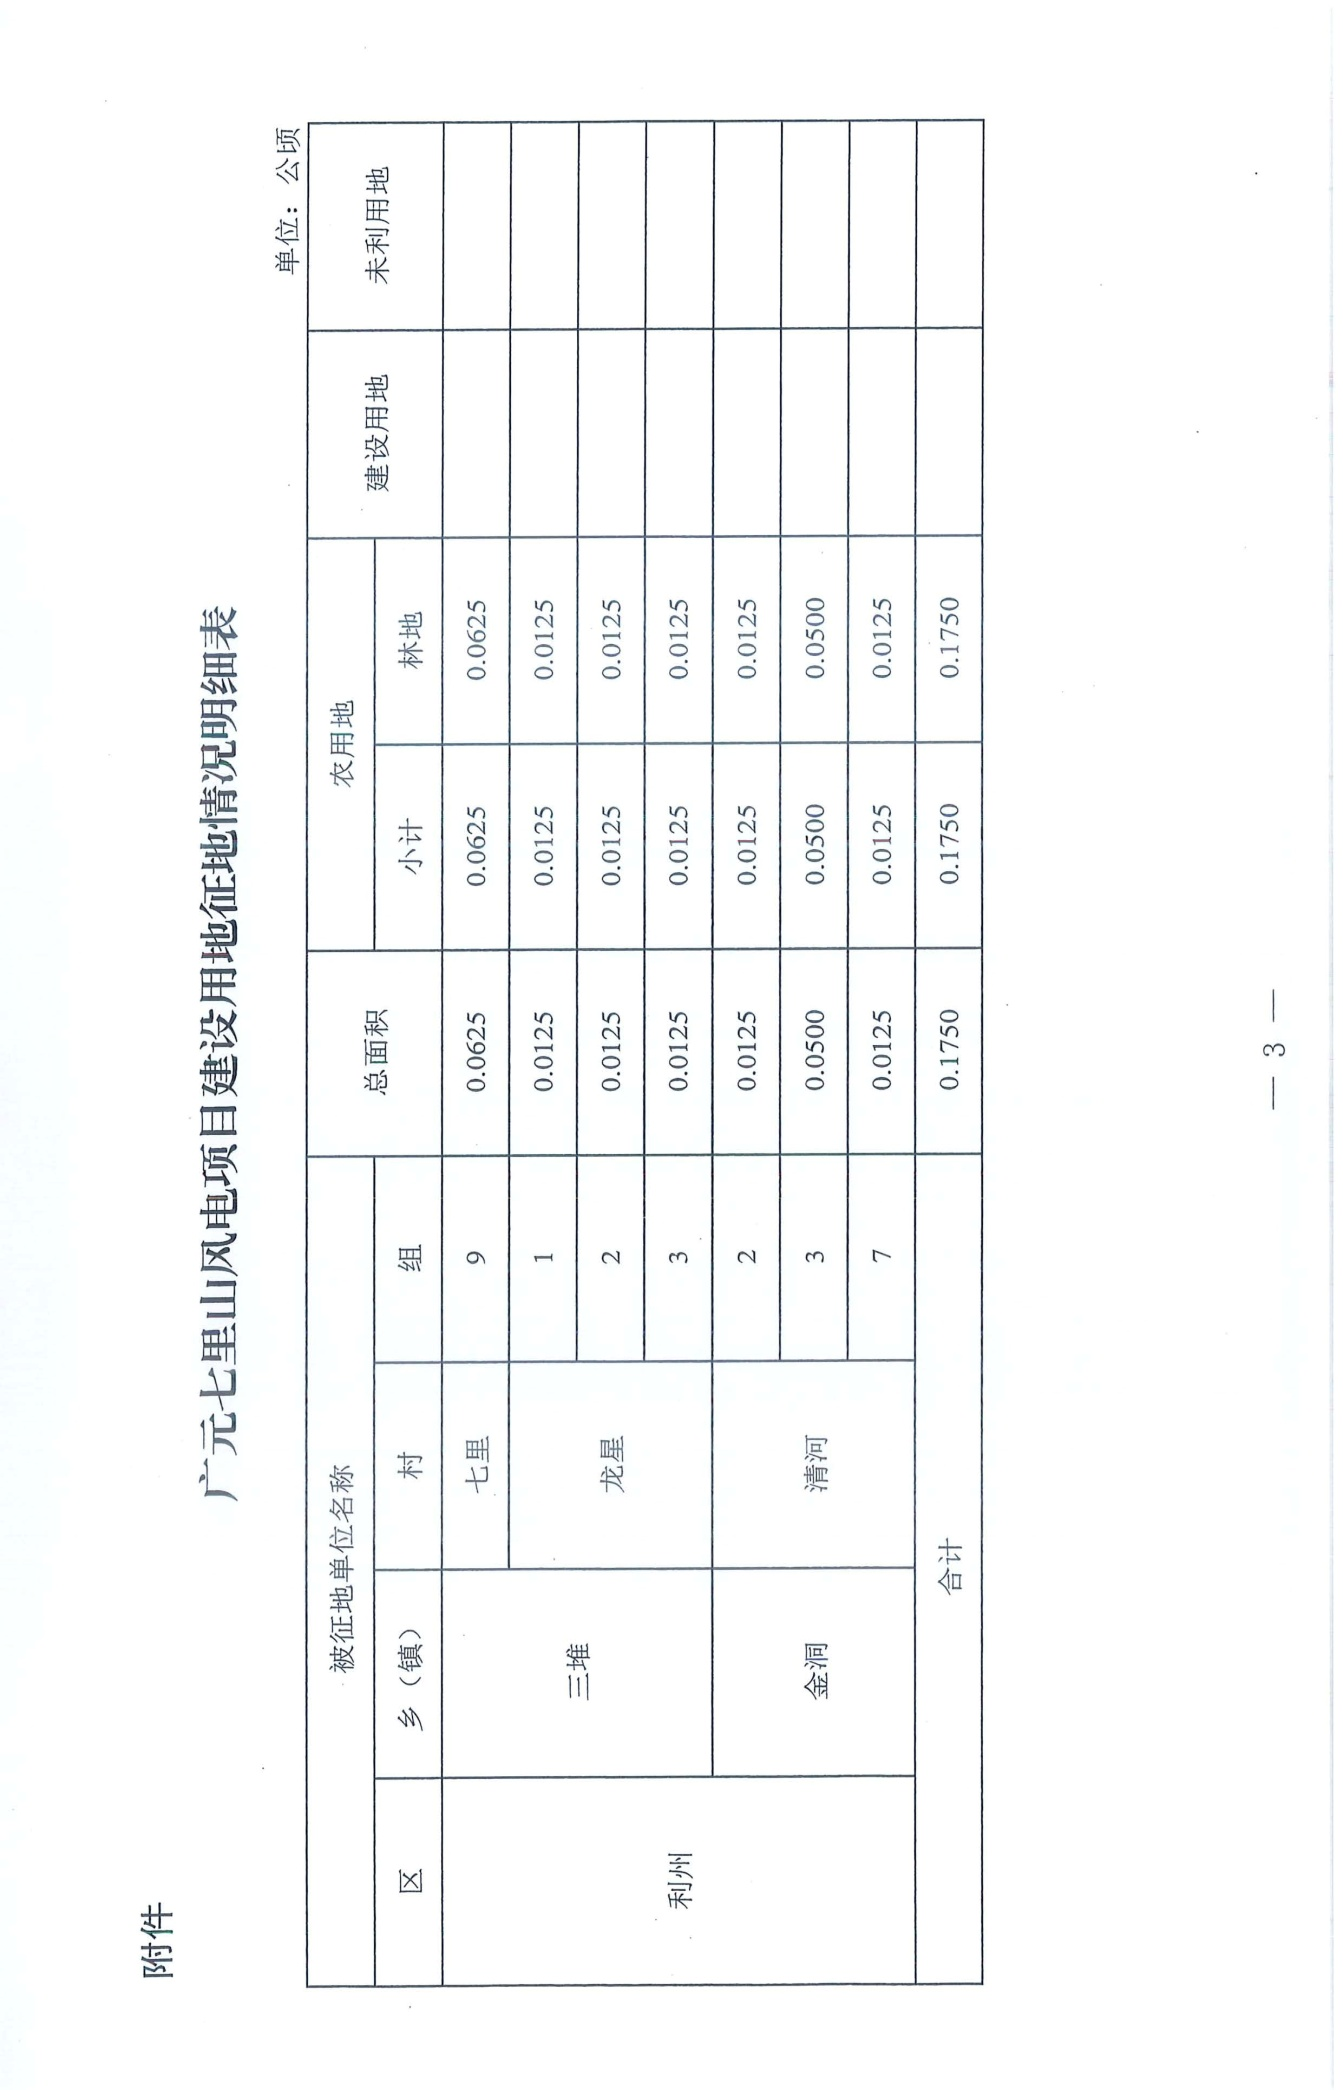 附件
广元七里山风电项目建设用地征地情况明细表
单位：公顷
被征地单位名称 总面积 农用地 建设用地 未利用地
区 乡（镇） 村 组 小计 林地
利州 三堆 七里 9 0.0625 0.0625 0.0625
龙星 1 0.0125 0.0125 0.0125
2 0.0125 0.0125 0.0125
3 0.0125 0.0125 0.0125
金洞 清河 2 0.0125 0.0125 0.0125
3 0.0500 0.0500 0.0500
7 0.0125 0.0125 0.0125
合计 0.1750 0.1750 0.1750
— 3 —